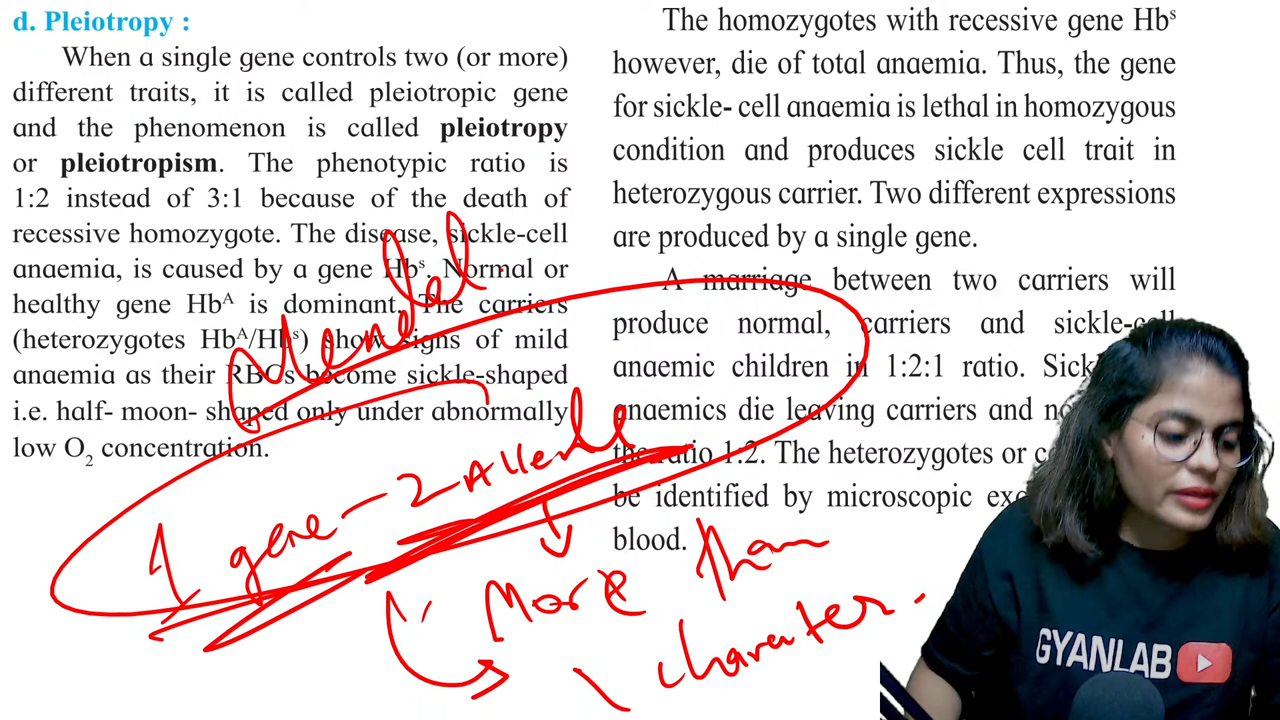 d. Pleiotropy :
When a single gene controls two (or more)
different traits, it is called pleiotropic gene
and the phenomenon is called pleiotropy
or pleiotropism. The phenotypic ratio is
1:2 instead of 3:1 because of the death of
recessive homozygote. The disease, sickle-cell
anaemia, is caused by a gene Hbˢ. Normal or
healthy gene Hbᴬ is dominant. The carriers
(heterozygotes Hbᴬ/Hbˢ) show signs of mild
anaemia as their RBCs become sickle-shaped
i.e. half- moon- shaped only under abnormally
low O₂ concentration.
The homozygotes with recessive gene Hbˢ
however, die of total anaemia. Thus, the gene
for sickle- cell anaemia is lethal in homozygous
condition and produces sickle cell trait in
heterozygous carrier. Two different expressions
are produced by a single gene.
A marriage between two carriers will
produce normal, carriers and sickle-cell
anaemic children in 1:2:1 ratio.
anaemics die leaving carriers and
the ratio 1:2. The heterozygotes or
be identified by microscopic
blood.
Mendel
1 gene - 2 Allele
More than
1 charater.
GYANLAB